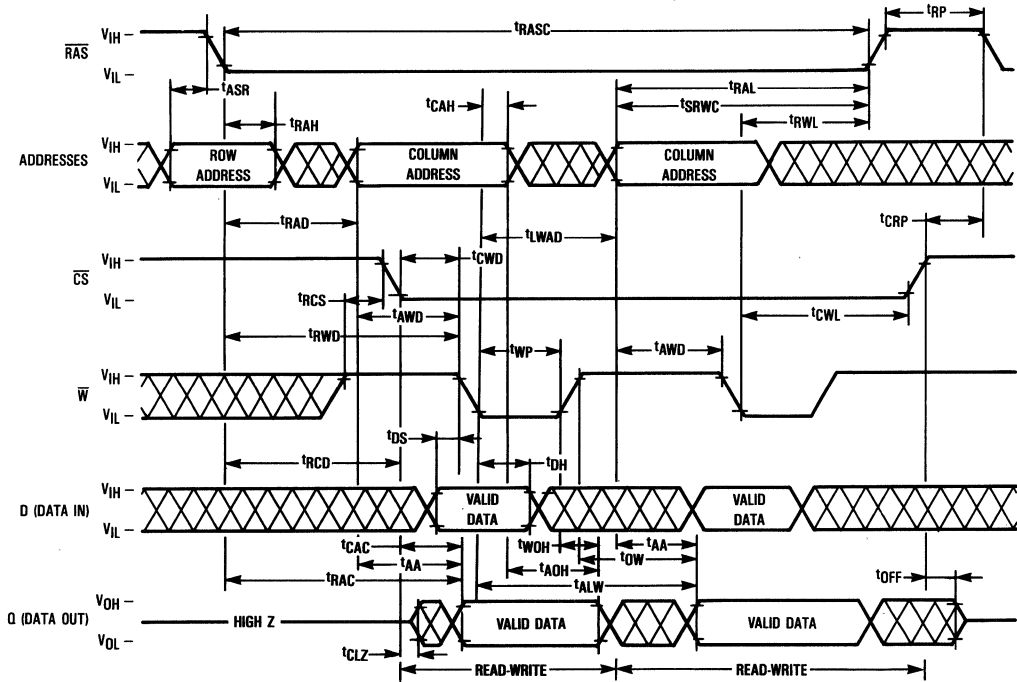 tRP
tRASC
VIH
RAS
VIL
tASR
tCAH
tRAL
tSRWC
tRAH
tRWL
VIH
ADDRESSES
VIL
ROW ADDRESS
COLUMN ADDRESS
COLUMN ADDRESS
tRAD
tLWAD
tCRP
VIH
CS
VIL
tCWD
tRCS
tAWD
tCWL
tRWD
tWP
tAWD
VIH
W
VIL
tDS
tRCD
tDH
VIH
D (DATA IN)
VIL
VALID DATA
VALID DATA
tCAC
tWOH
tAA
tAA
tOW
tRAC
tAOH
tALW
tOFF
VOH
Q (DATA OUT)
VOL
HIGH Z
VALID DATA
VALID DATA
tCLZ
READ-WRITE
READ-WRITE